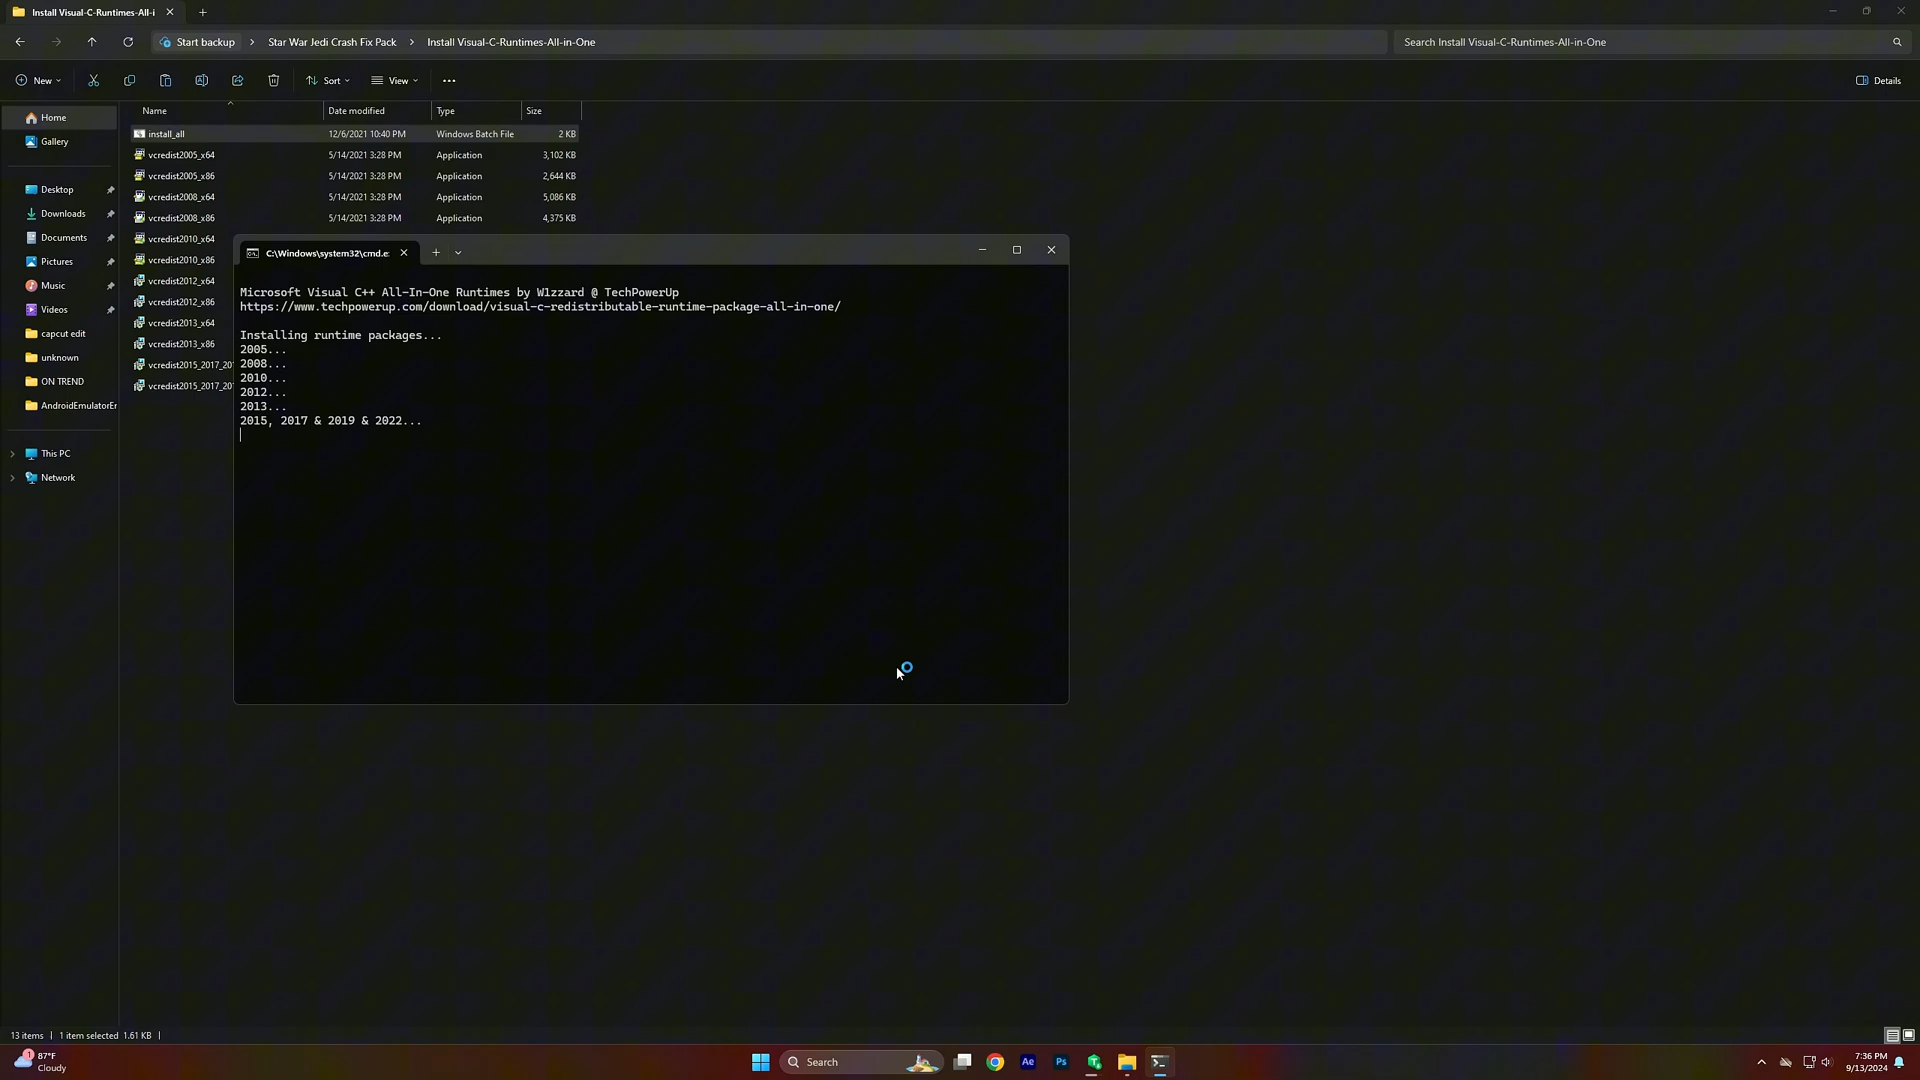 Install Visual-C-Runtimes-All-i
Start backup
Star War Jedi Crash Fix Pack
Install Visual-C-Runtimes-All-in-One
Search Install Visual-C-Runtimes-All-in-One
New
Sort
View
Details
Name
Date modified
Type
Size
Home
Gallery
Desktop
Downloads
Documents
Pictures
Music
Videos
capcut edit
unknown
ON TREND
AndroidEmulatorEr
This PC
Network
install_all 12/6/2021 10:40 PM Windows Batch File 2 KB
vcredist2005_x64 5/14/2021 3:28 PM Application 3,102 KB
vcredist2005_x86 5/14/2021 3:28 PM Application 2,644 KB
vcredist2008_x64 5/14/2021 3:28 PM Application 5,086 KB
vcredist2008_x86 5/14/2021 3:28 PM Application 4,375 KB
vcredist2010_x64
vcredist2010_x86
vcredist2012_x64
vcredist2012_x86
vcredist2013_x64
vcredist2013_x86
vcredist2015_2017_20
vcredist2015_2017_20
C:\Windows\system32\cmd.e
Microsoft Visual C++ All-In-One Runtimes by W1zzard @ TechPowerUp
https://www.techpowerup.com/download/visual-c-redistributable-runtime-package-all-in-one/
Installing runtime packages...
2005...
2008...
2010...
2012...
2013...
2015, 2017 & 2019 & 2022...
13 items
1 item selected 1.61 KB
1
87°F
Cloudy
Search
Ae
Ps
7:36 PM
9/13/2024